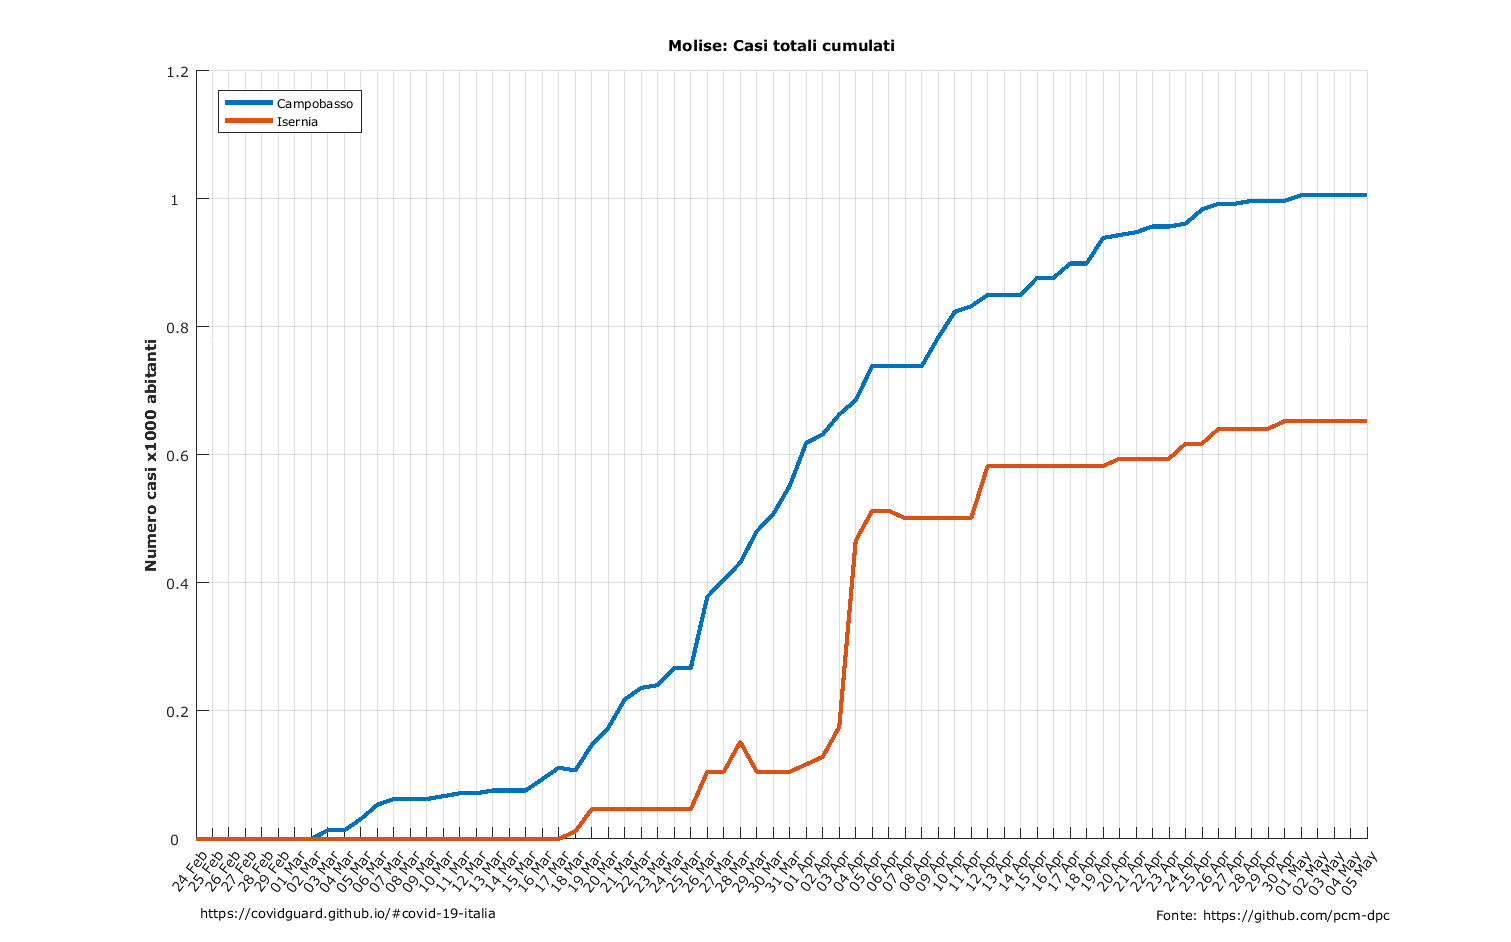 Molise: Casi totali cumulati
1.2
1
0.8
0.6
0.4
0.2
0
Numero casi x1000 abitanti
Campobasso
Isernia
24 Feb
25 Feb
26 Feb
27 Feb
28 Feb
29 Feb
01 Mar
02 Mar
03 Mar
04 Mar
05 Mar
06 Mar
07 Mar
08 Mar
09 Mar
10 Mar
11 Mar
12 Mar
13 Mar
14 Mar
15 Mar
16 Mar
17 Mar
18 Mar
19 Mar
20 Mar
21 Mar
22 Mar
23 Mar
24 Mar
25 Mar
26 Mar
27 Mar
28 Mar
29 Mar
30 Mar
31 Mar
01 Apr
02 Apr
03 Apr
04 Apr
05 Apr
06 Apr
07 Apr
08 Apr
09 Apr
10 Apr
11 Apr
12 Apr
13 Apr
14 Apr
15 Apr
16 Apr
17 Apr
18 Apr
19 Apr
20 Apr
21 Apr
22 Apr
23 Apr
24 Apr
25 Apr
26 Apr
27 Apr
28 Apr
29 Apr
30 Apr
01 May
02 May
03 May
04 May
05 May
https://covidguard.github.io/#covid-19-italia
Fonte: https://github.com/pcm-dpc